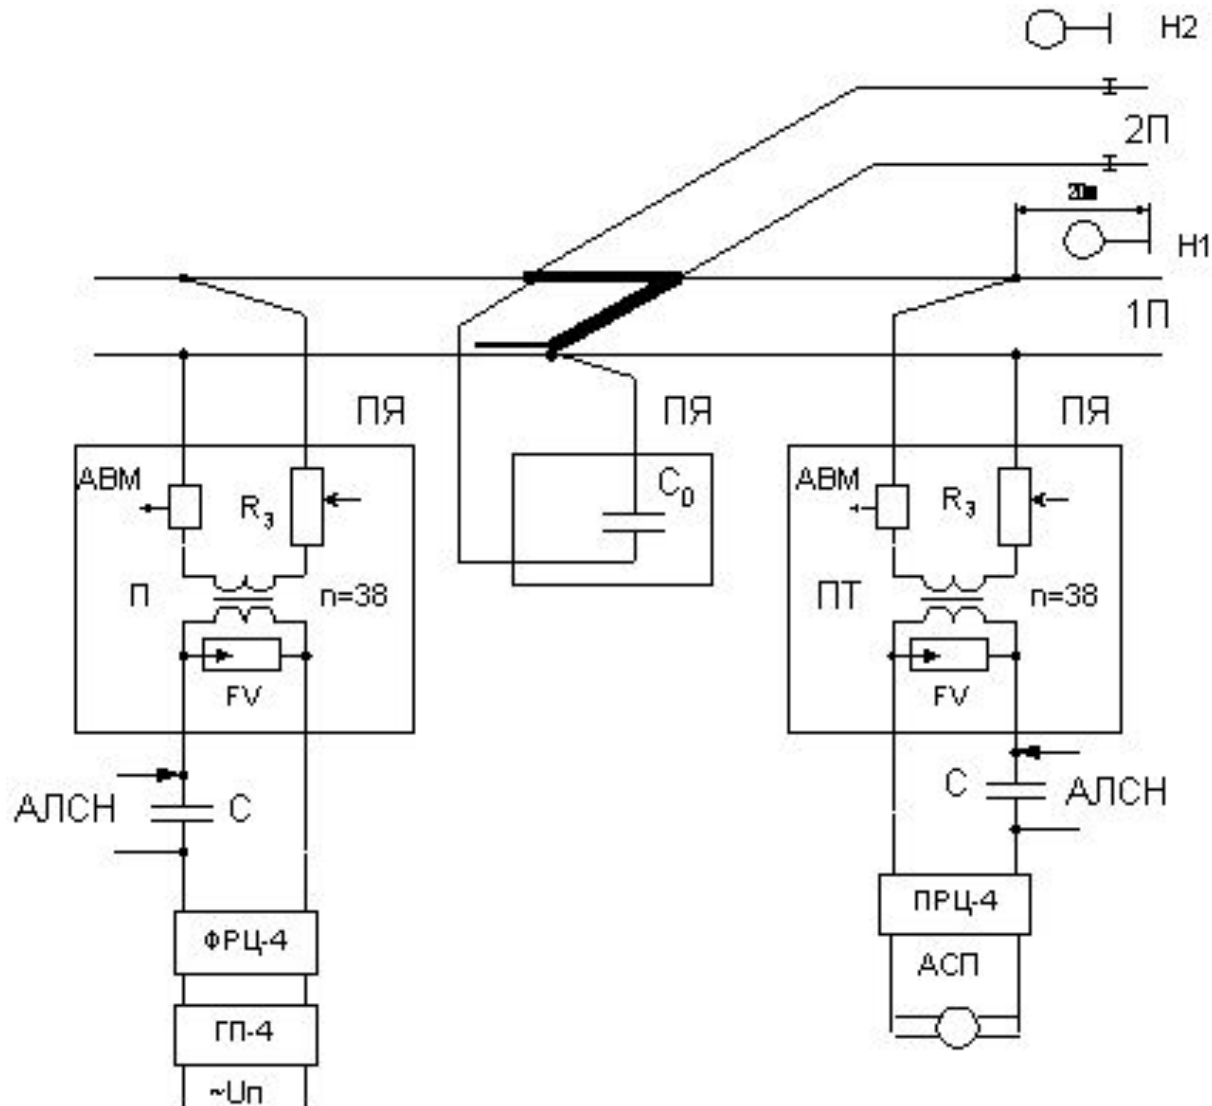 Н2
2П
20м
Н1
1П
ПЯ
ПЯ
ПЯ
АВМ
R₃
C₀
АВМ
R₃
П
n=38
ПТ
n=38
FV
FV
АЛСН
C
C
АЛСН
ФРЦ-4
ПРЦ-4
АСП
ГП-4
~Uп